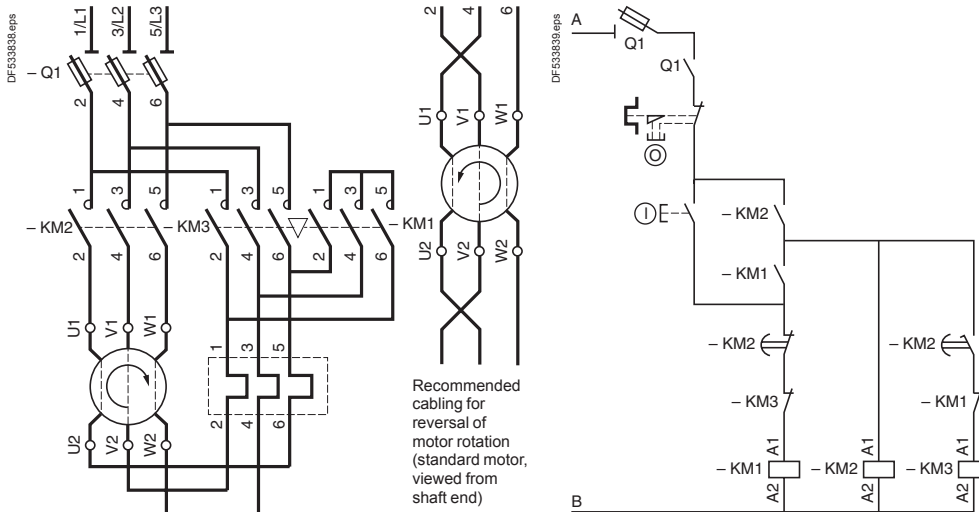 DF533838.eps
1/L1
3/L2
5/L3
– Q1
2
4
6
1
3
5
1
3
5
1
3
5
– KM2
– KM3
– KM1
2
4
6
2
4
6
2
4
6
U1
V1
W1
1
3
5
2
4
6
U2
V2
W2
2
4
6
U1
V1
W1
U2
V2
W2
Recommended
cabling for
reversal of
motor rotation
(standard motor,
viewed from
shaft end)
DF533839.eps
A
Q1
Q1
O
I
– KM2
– KM1
– KM2
– KM2
– KM3
– KM1
A1
A1
A1
– KM1
– KM2
– KM3
A2
A2
A2
B